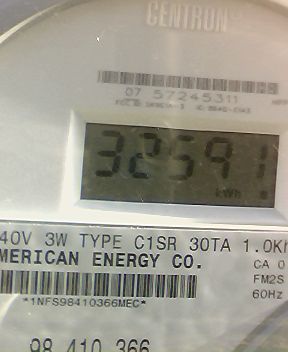 CENTRON
07 57245311
32591
kWh
40V 3W TYPE C1SR 30TA 1.0Kh
MERICAN ENERGY CO.
CA 0
FM2S
60Hz
*1NFS98410366MEC*
98 410 366